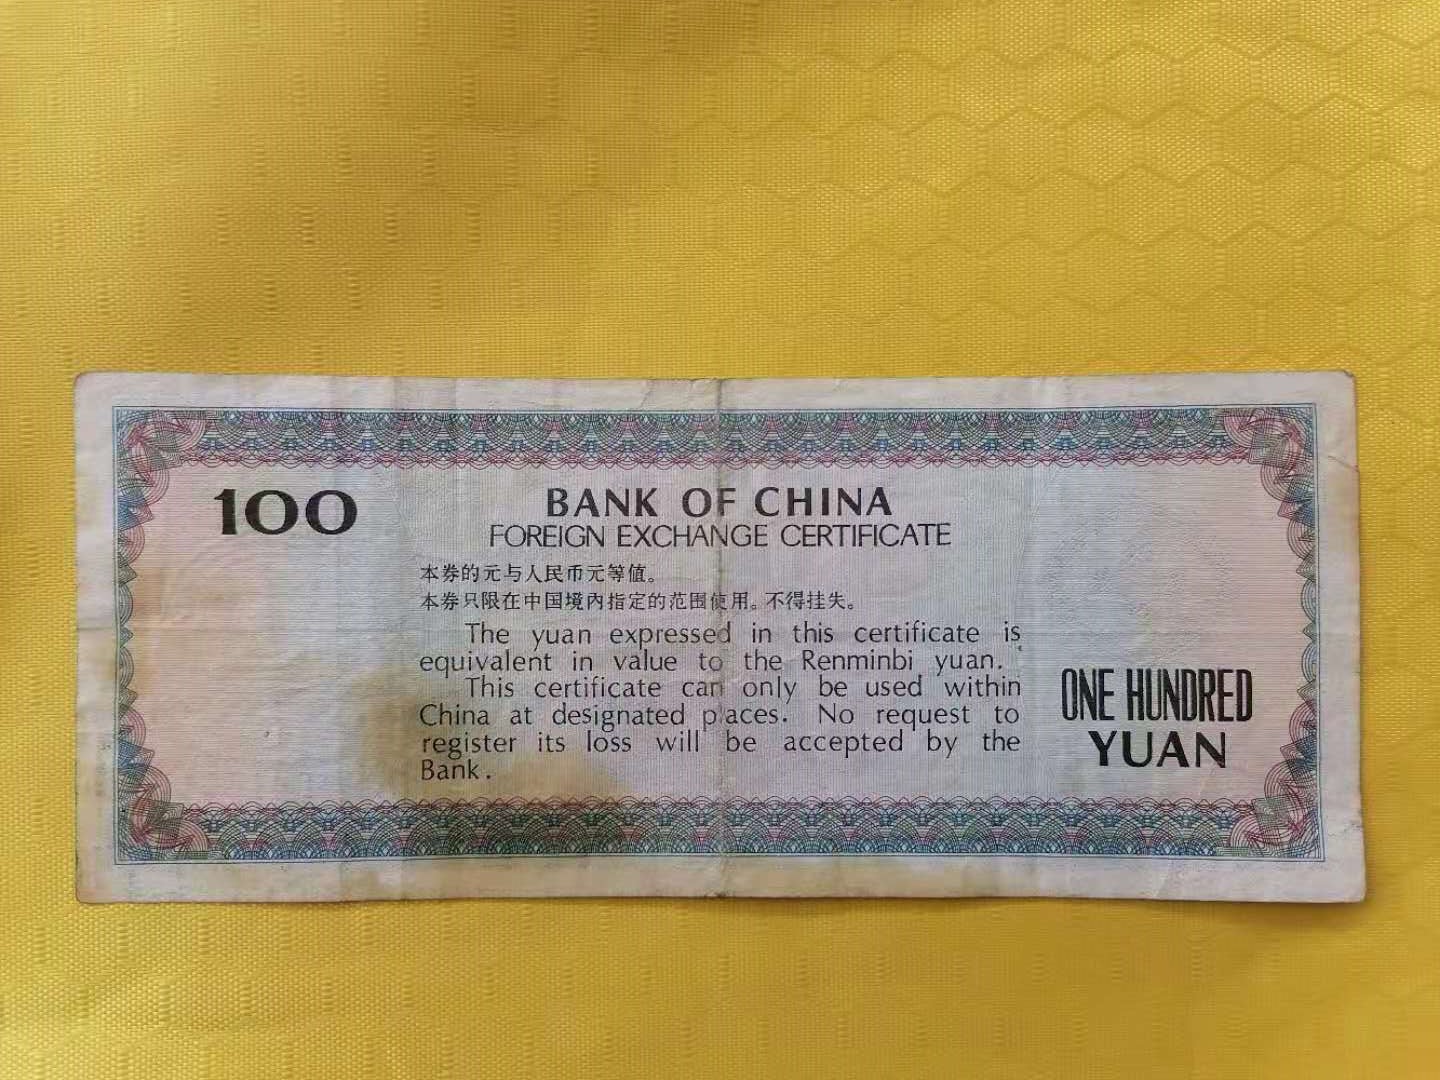 100
BANK OF CHINA
FOREIGN EXCHANGE CERTIFICATE
本券的元与人民币元等值。
本券只限在中国境内指定的范围使用。不得挂失。
The yuan expressed in this certificate is
equivalent in value to the Renminbi yuan.
This certificate can only be used within
China at designated places. No request to
register its loss will be accepted by the
Bank.
ONE HUNDRED
YUAN